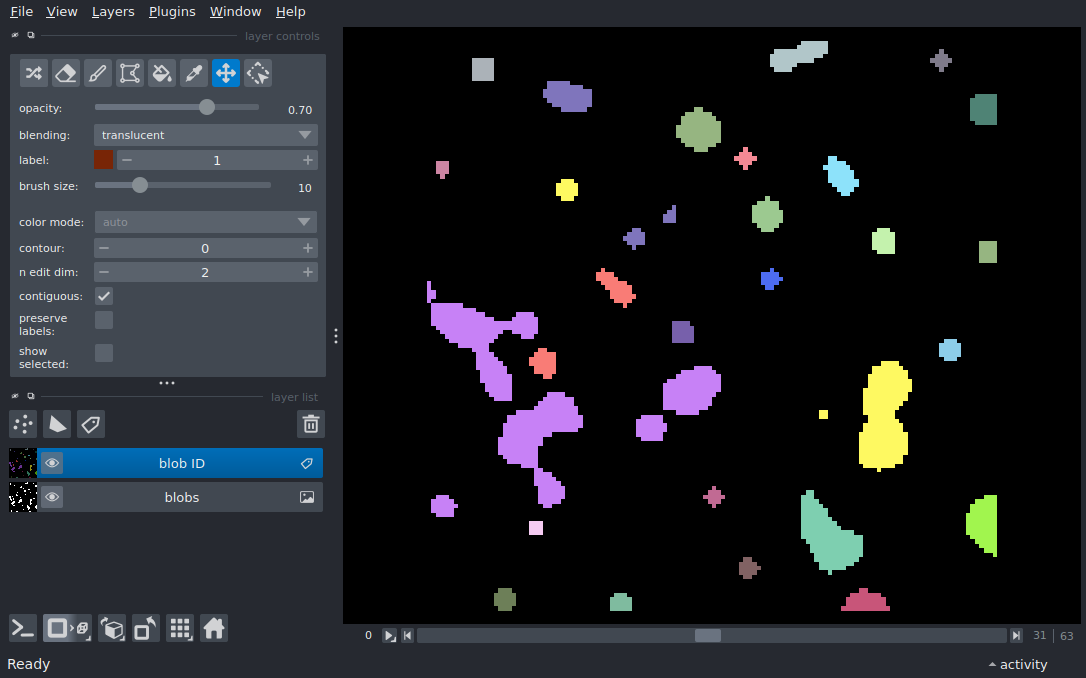 File View Layers Plugins Window Help
layer controls
opacity: 0.70
blending: translucent
label: 1
brush size: 10
color mode: auto
contour: 0
n edit dim: 2
contiguous:
preserve
labels:
show
selected:
layer list
blob ID
blobs
0 31 63
Ready activity